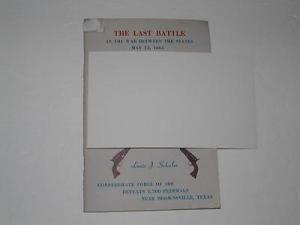 THE LAST BATTLE
IN THE WAR BETWEEN THE STATES
MAY 13, 1865
Louis J. Schuler
CONFEDERATE FORCE OF 300
DEFEATS 1,700 FEDERALS
NEAR BROWNSVILLE, TEXAS